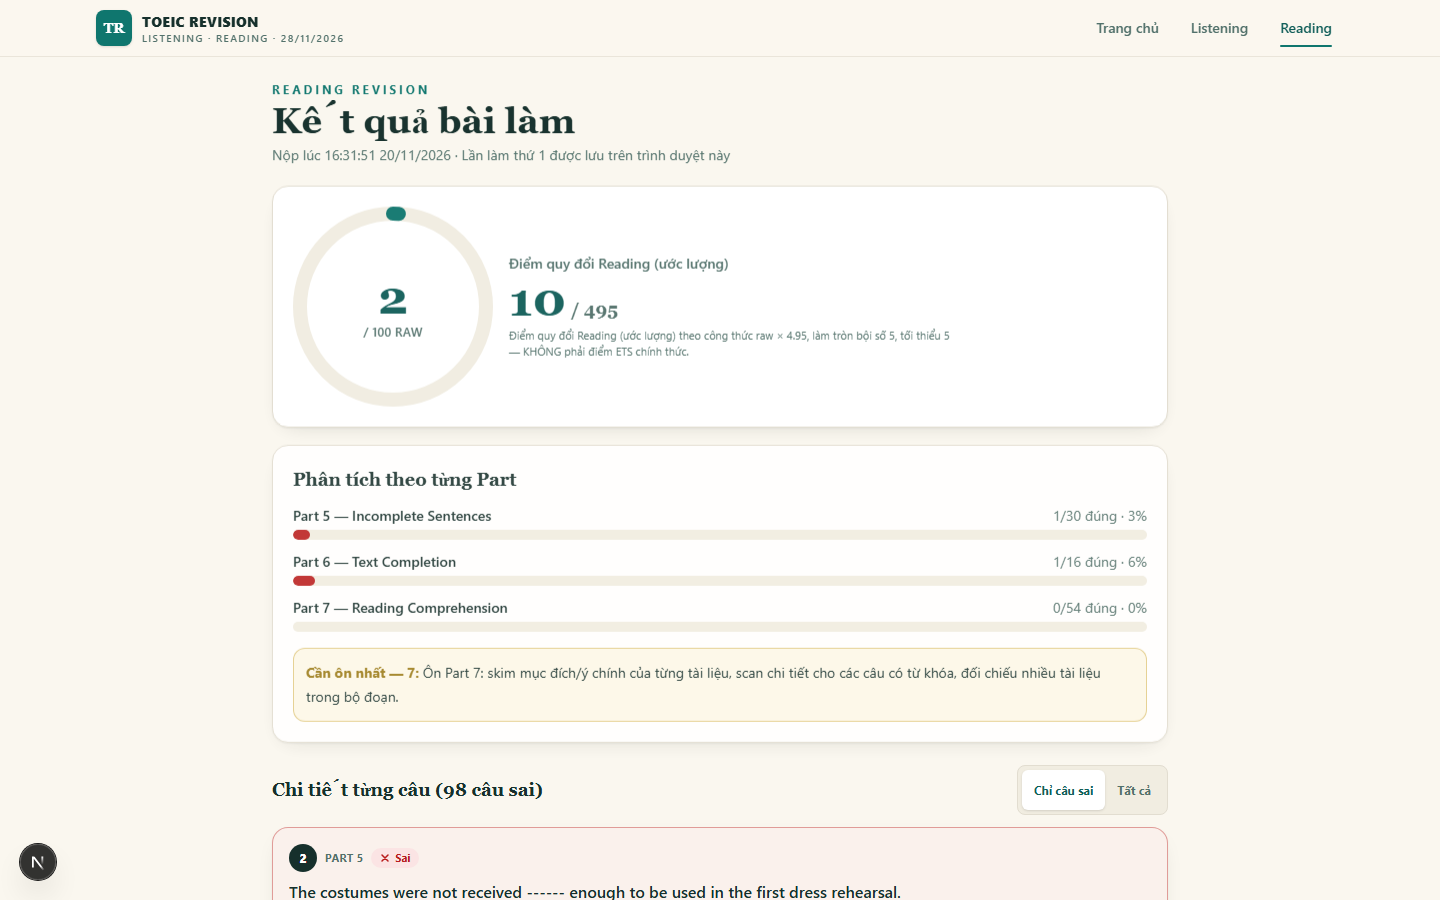 TR
TOEIC REVISION
LISTENING · READING · 28/11/2026
Trang chủ
Listening
Reading
READING REVISION
Kết quả bài làm
Nộp lúc 16:31:51 20/11/2026 · Lần làm thứ 1 được lưu trên trình duyệt này
2
/ 100 RAW
Điểm quy đổi Reading (ước lượng)
10 / 495
Điểm quy đổi Reading (ước lượng) theo công thức raw × 4.95, làm tròn bội số 5, tối thiểu 5
— KHÔNG phải điểm ETS chính thức.
Phân tích theo từng Part
Part 5 — Incomplete Sentences
1/30 đúng · 3%
Part 6 — Text Completion
1/16 đúng · 6%
Part 7 — Reading Comprehension
0/54 đúng · 0%
Cần ôn nhất — 7: Ôn Part 7: skim mục đích/ý chính của từng tài liệu, scan chi tiết cho các câu có từ khóa, đối chiếu nhiều tài liệu
trong bộ đoạn.
Chi tiết từng câu (98 câu sai)
Chỉ câu sai
Tất cả
N
2
PART 5
✕ Sai
The costumes were not received ------ enough to be used in the first dress rehearsal.